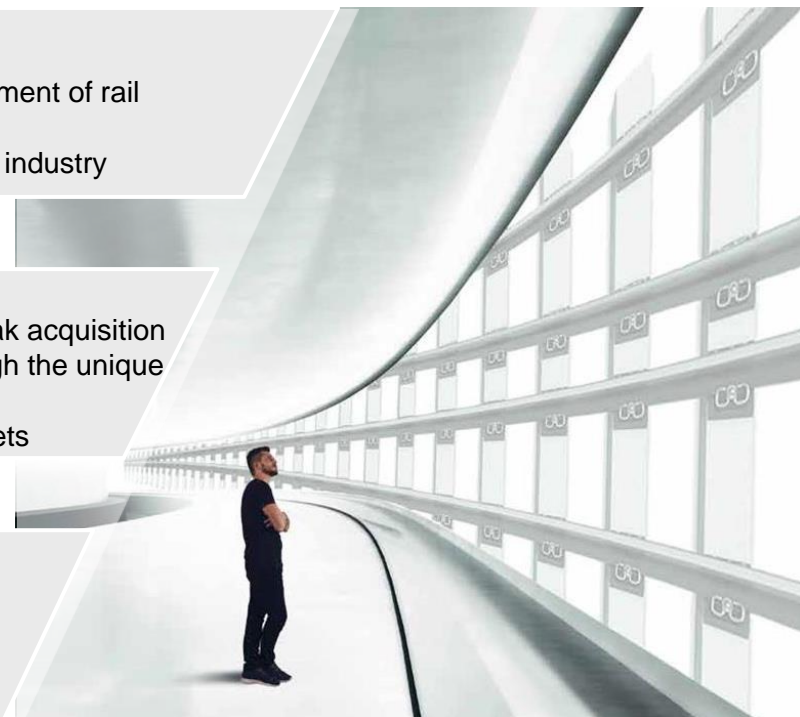 ment of rail
industry
ak acquisition
gh the unique
ets